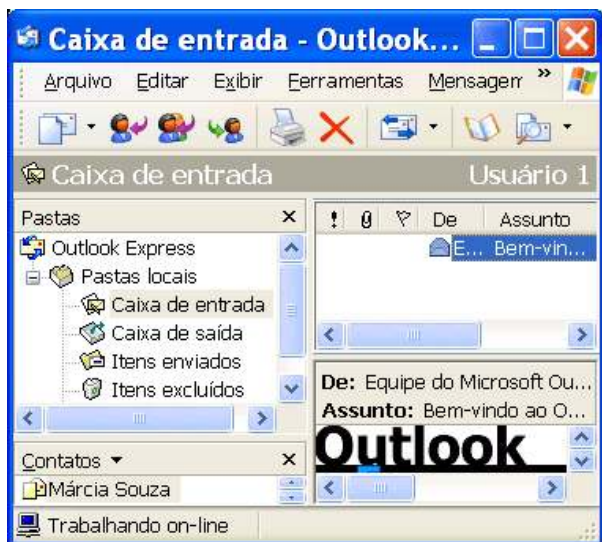 Caixa de entrada - Outlook...
Arquivo Editar Exibir Ferramentas Mensagem »
Caixa de entrada Usuário 1
Pastas ×
Outlook Express
Pastas locais
Caixa de entrada
Caixa de saída
Itens enviados
Itens excluídos
Contatos ×
Márcia Souza
! De Assunto
E... Bem-vin...
De: Equipe do Microsoft Ou...
Assunto: Bem-vindo ao O...
Outlook
Trabalhando on-line